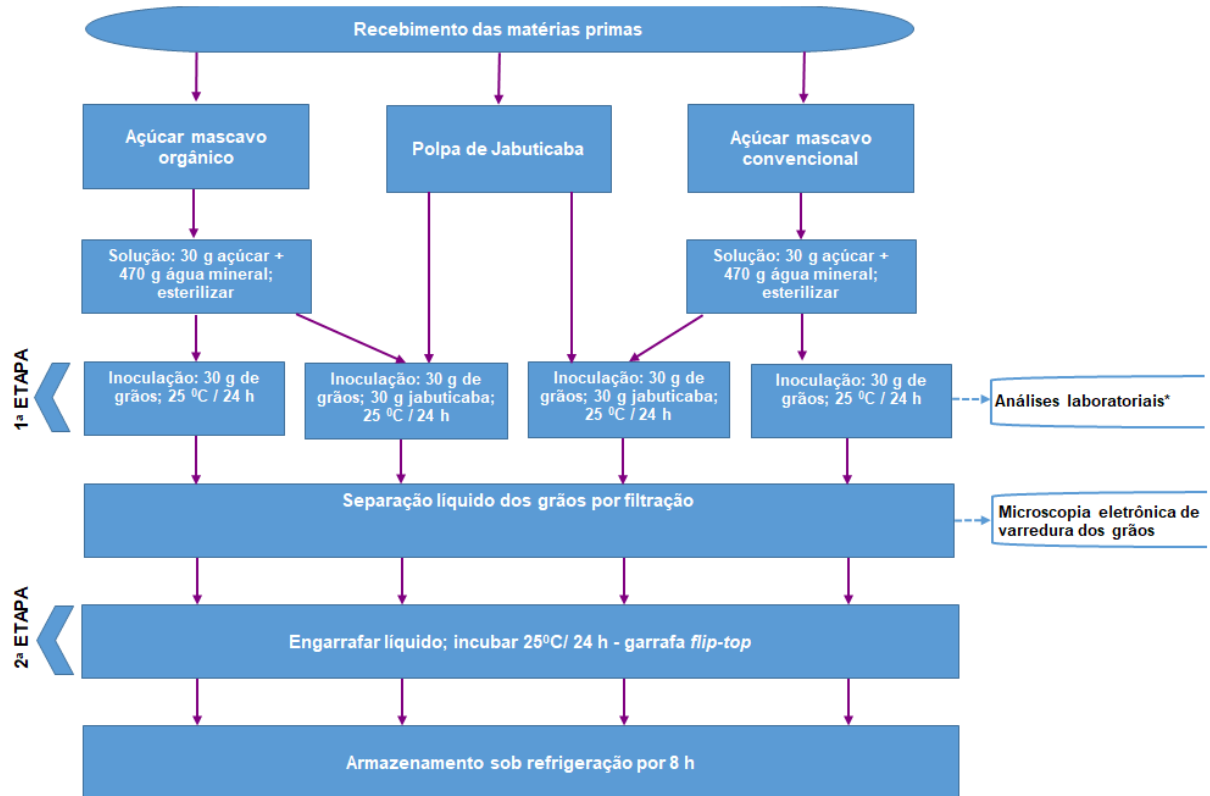 Recebimento das matérias primas
Açúcar mascavo
orgânico
Polpa de Jabuticaba
Açúcar mascavo
convencional
Solução: 30 g açúcar +
470 g água mineral;
esterilizar
Solução: 30 g açúcar +
470 g água mineral;
esterilizar
1ª ETAPA
Inoculação: 30 g de
grãos; 25 ⁰C / 24 h
Inoculação: 30 g de
grãos; 30 g jabuticaba;
25 ⁰C / 24 h
Inoculação: 30 g de
grãos; 30 g jabuticaba;
25 ⁰C / 24 h
Inoculação: 30 g de
grãos; 25 ⁰C / 24 h
Análises laboratoriais*
Separação líquido dos grãos por filtração
Microscopia eletrônica de
varredura dos grãos
2ª ETAPA
Engarrafar líquido; incubar 25⁰C/ 24 h - garrafa flip-top
Armazenamento sob refrigeração por 8 h